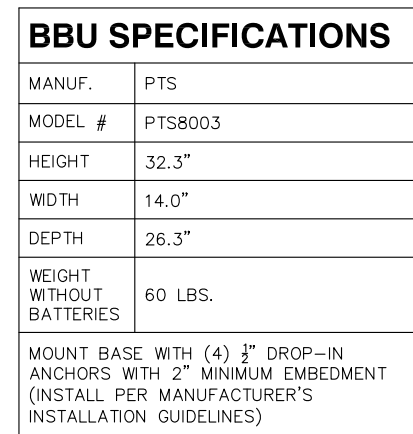 BBU SPECIFICATIONS
MANUF. PTS
MODEL # PTS8003
HEIGHT 32.3"
WIDTH 14.0"
DEPTH 26.3"
WEIGHT
WITHOUT
BATTERIES 60 LBS.
MOUNT BASE WITH (4) ½" DROP-IN
ANCHORS WITH 2" MINIMUM EMBEDMENT
(INSTALL PER MANUFACTURER'S
INSTALLATION GUIDELINES)